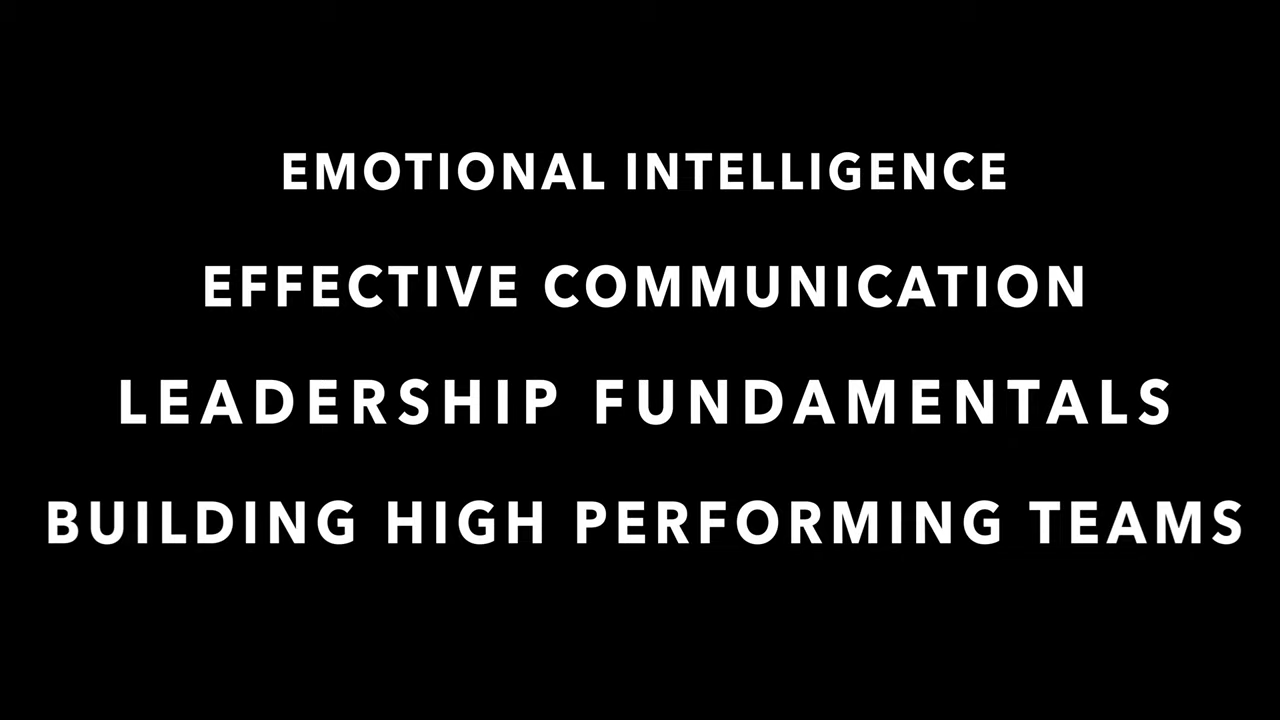 EMOTIONAL INTELLIGENCE
EFFECTIVE COMMUNICATION
LEADERSHIP FUNDAMENTALS
BUILDING HIGH PERFORMING TEAMS